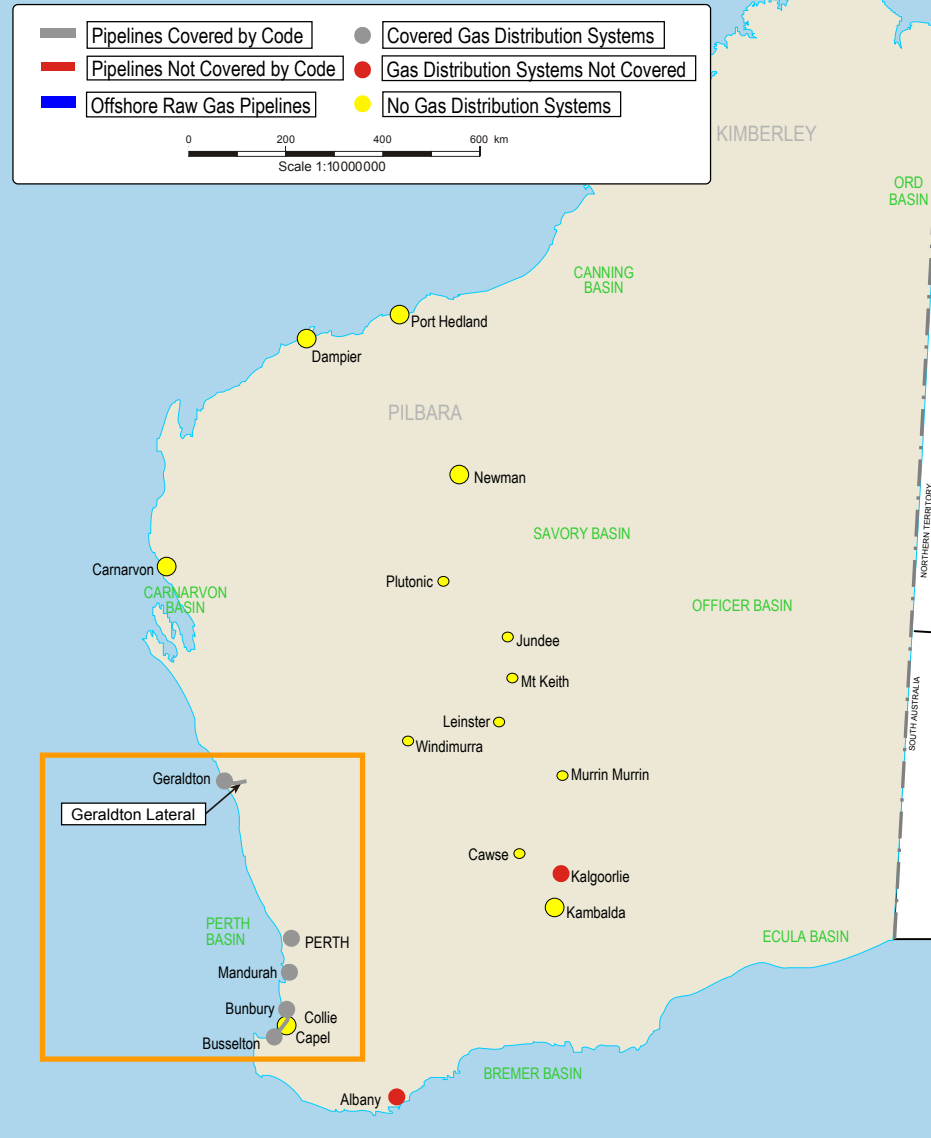 Pipelines Covered by Code
Covered Gas Distribution Systems
Pipelines Not Covered by Code
Gas Distribution Systems Not Covered
Offshore Raw Gas Pipelines
No Gas Distribution Systems
0 200 400 600 km
Scale 1:10000000
KIMBERLEY
ORD
BASIN
CANNING
BASIN
Port Hedland
Dampier
PILBARA
Newman
NORTHERN TERRITORY
SAVORY BASIN
Carnarvon
Plutonic
CARNARVON
BASIN
OFFICER BASIN
Jundee
Mt Keith
SOUTH AUSTRALIA
Leinster
Windimurra
Geraldton
Murrin Murrin
Geraldton Lateral
Cawse
Kalgoorlie
Kambalda
PERTH
BASIN
PERTH
ECULA BASIN
Mandurah
Bunbury
Collie
Capel
Busselton
BREMER BASIN
Albany